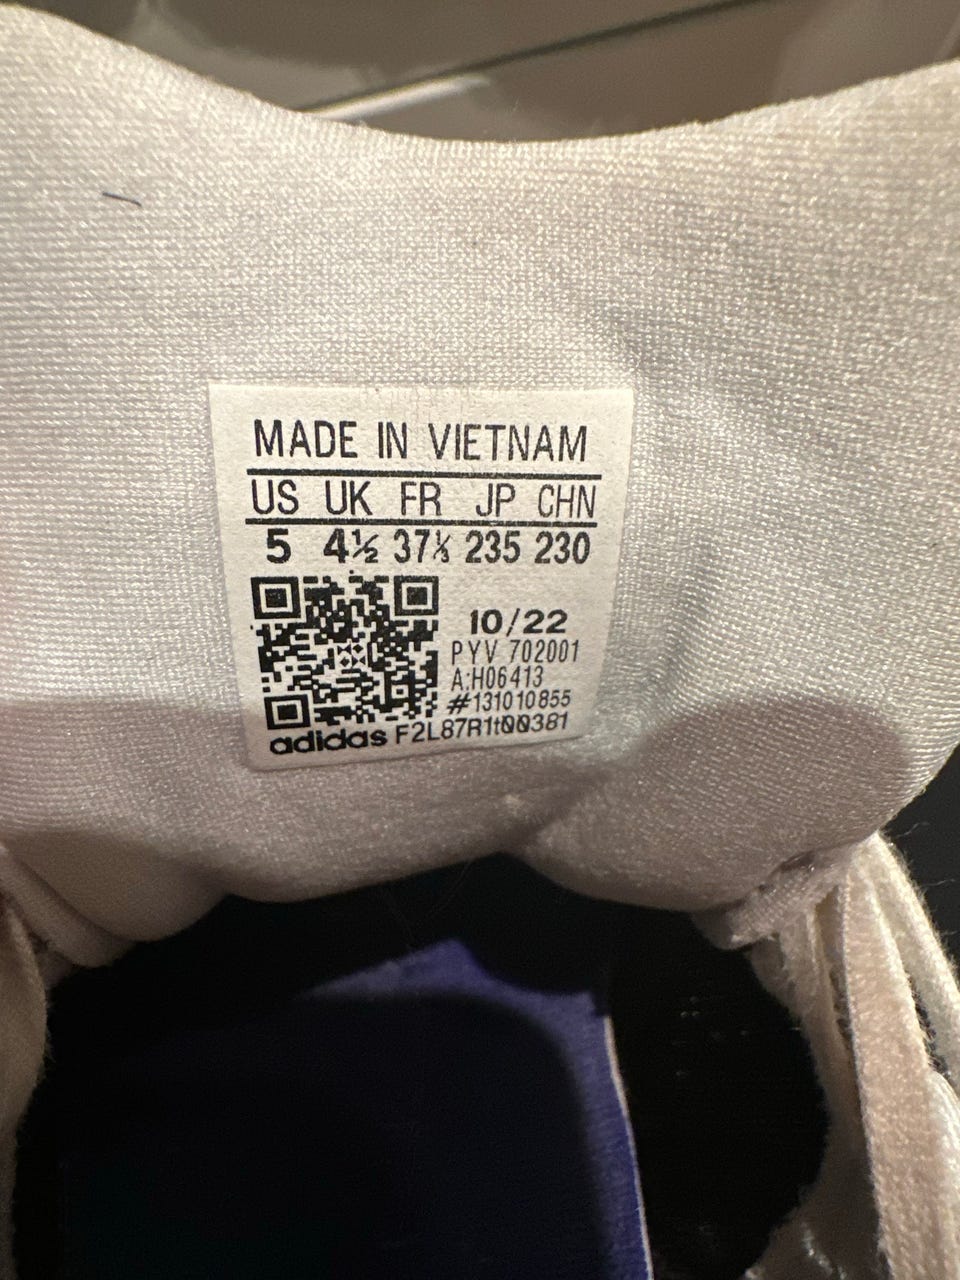 MADE IN VIETNAM
US UK FR JP CHN
5 4½ 37⅓ 235 230
10/22
PYV 702001
A:H06413
#131010855
adidas F2L87R1t00381